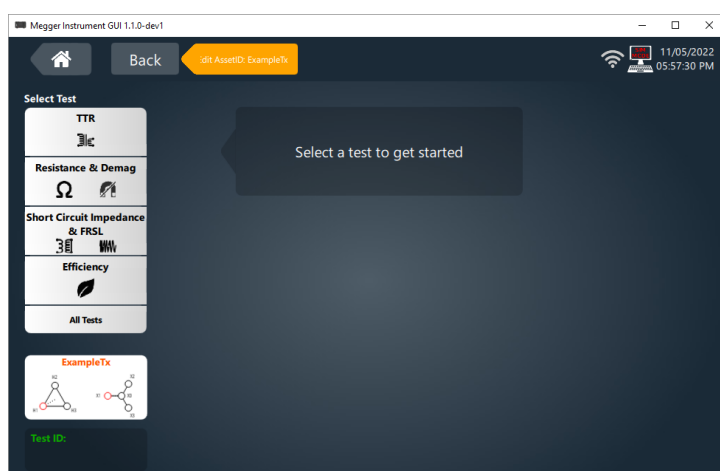 Megger Instrument GUI 1.1.0-dev1
Back
dit AssetID: ExampleTx
11/05/2022
05:57:30 PM
Select Test
TTR
Resistance & Demag
Ω
Short Circuit Impedance
& FRSL
Efficiency
All Tests
Select a test to get started
ExampleTx
H2
H1
H3
X2
X1
X0
X3
Test ID: